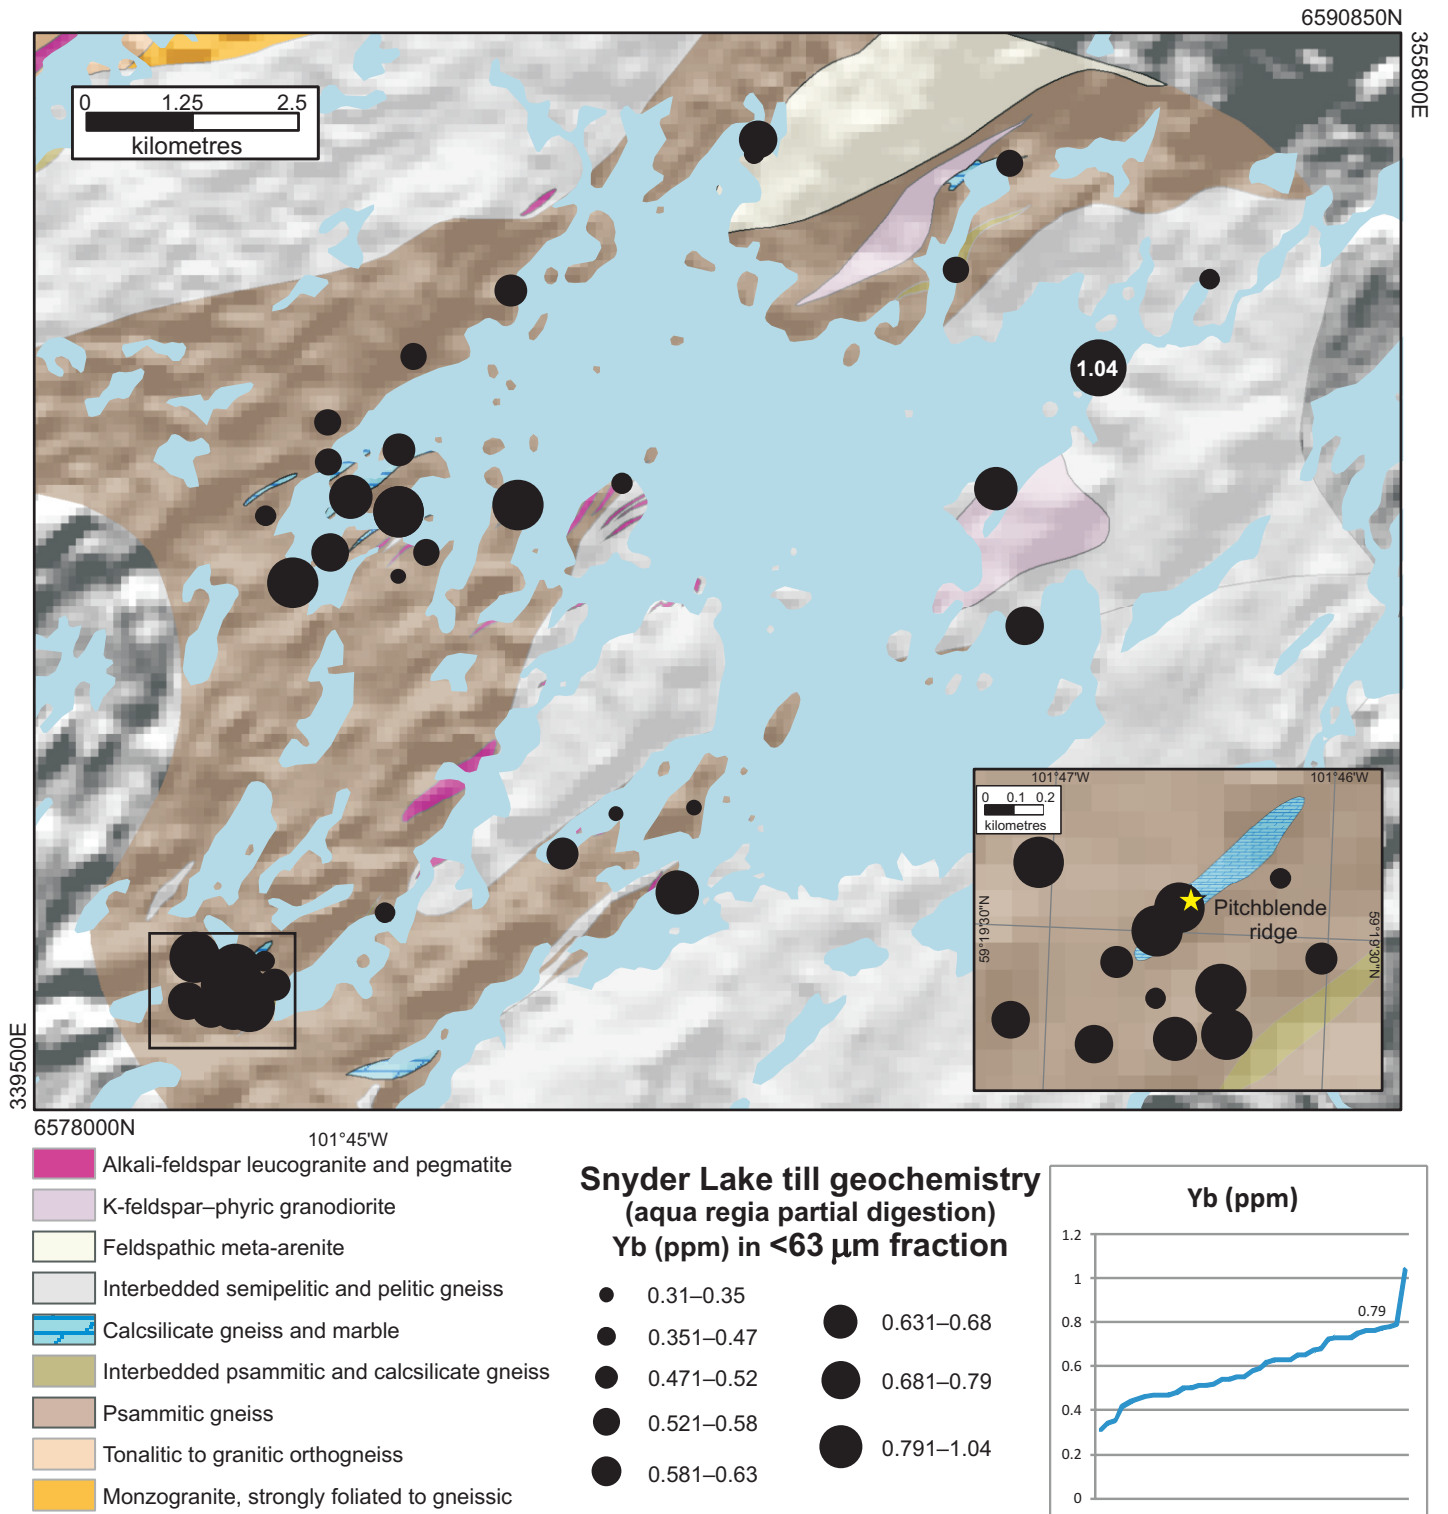 6590850N
355800E
0 1.25 2.5
kilometres
1.04
101°47'W
101°46'W
0 0.1 0.2
kilometres
59°19'30"N
59°19'30"N
Pitchblende
ridge
339500E
6578000N
101°45'W
Alkali-feldspar leucogranite and pegmatite
K-feldspar–phyric granodiorite
Feldspathic meta-arenite
Interbedded semipelitic and pelitic gneiss
Calcsilicate gneiss and marble
Interbedded psammitic and calcsilicate gneiss
Psammitic gneiss
Tonalitic to granitic orthogneiss
Monzogranite, strongly foliated to gneissic
Snyder Lake till geochemistry
(aqua regia partial digestion)
Yb (ppm) in <63 µm fraction
0.31–0.35
0.351–0.47
0.471–0.52
0.521–0.58
0.581–0.63
0.631–0.68
0.681–0.79
0.791–1.04
Yb (ppm)
1.2
1
0.8
0.6
0.4
0.2
0
0.79